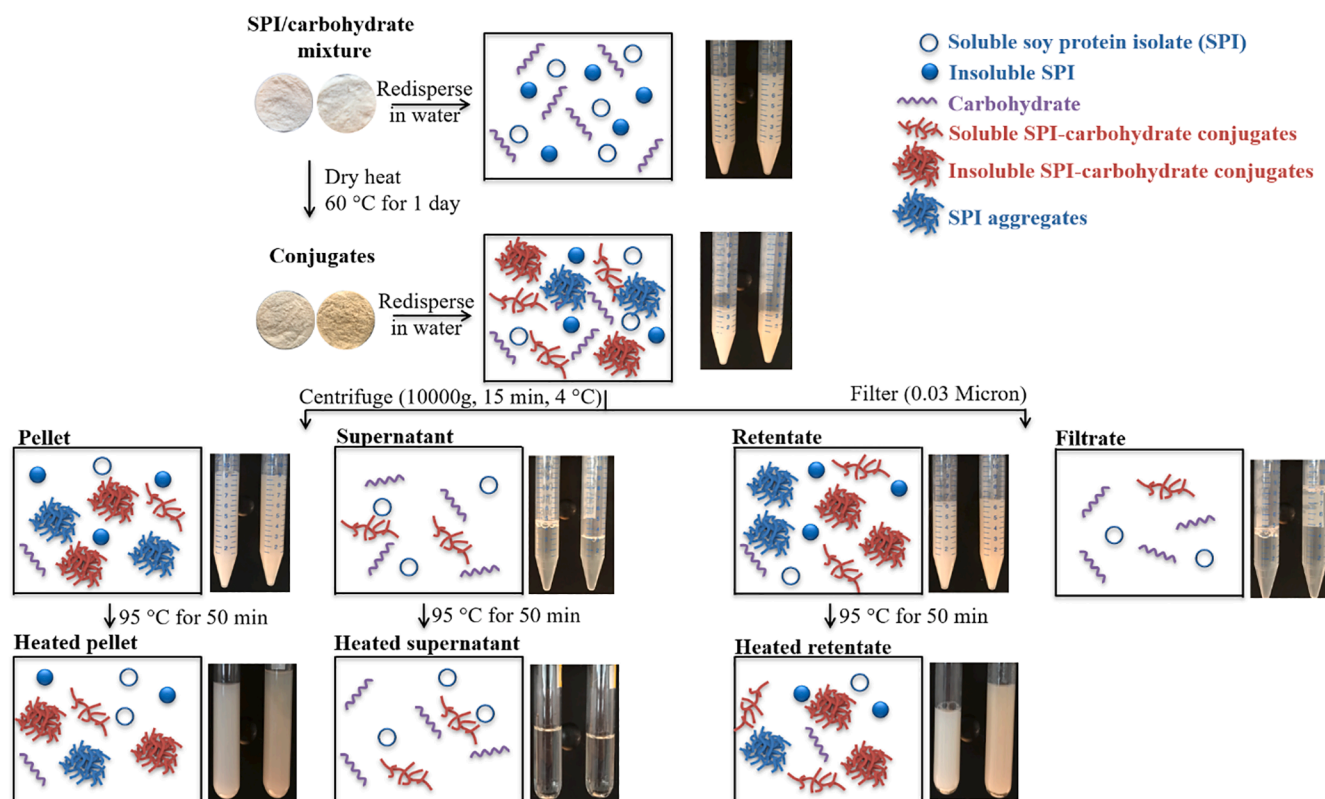 SPI/carbohydrate
mixture
Redisperse
in water
Soluble soy protein isolate (SPI)
Insoluble SPI
Carbohydrate
Soluble SPI-carbohydrate conjugates
Insoluble SPI-carbohydrate conjugates
SPI aggregates
Dry heat
60 °C for 1 day
Conjugates
Redisperse
in water
Centrifuge (10000g, 15 min, 4 °C)
Filter (0.03 Micron)
Pellet
Supernatant
Retentate
Filtrate
95 °C for 50 min
95 °C for 50 min
95 °C for 50 min
Heated pellet
Heated supernatant
Heated retentate